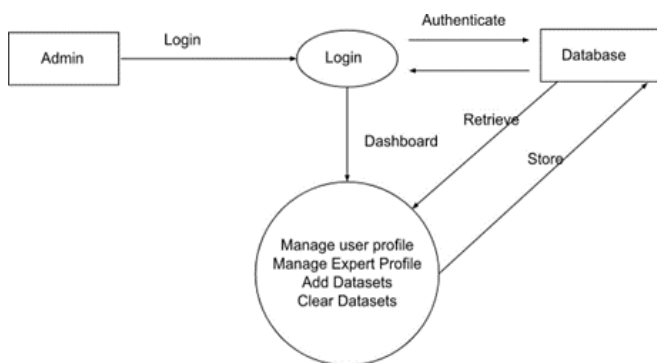 Authenticate
Login
Admin
Login
Database
Retrieve
Dashboard
Store
Manage user profile
Manage Expert Profile
Add Datasets
Clear Datasets